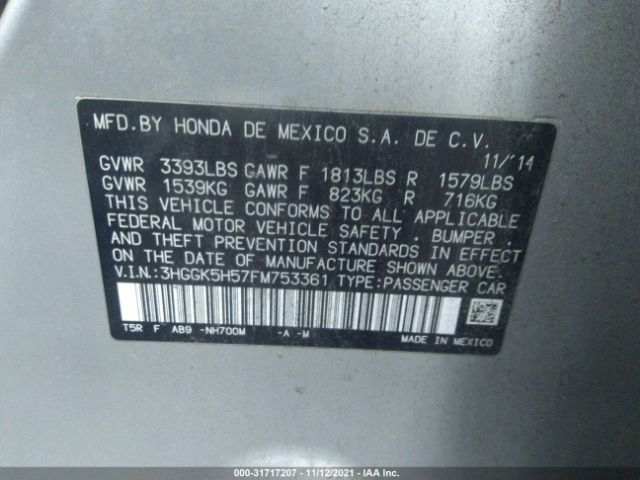 MFD.BY HONDA DE MEXICO S.A. DE C.V.
11/'14
GVWR 3393LBS GAWR F 1813LBS R 1579LBS
GVWR 1539KG GAWR F 823KG R 716KG
THIS VEHICLE CONFORMS TO ALL APPLICABLE
FEDERAL MOTOR VEHICLE SAFETY , BUMPER ,
AND THEFT PREVENTION STANDARDS IN EFFECT
ON THE DATE OF MANUFACTURE SHOWN ABOVE.
V.I.N.:3HGGK5H57FM753361 TYPE:PASSENGER CAR
T5R F AB9 -NH700M -A -M
MADE IN MEXICO
000-31717207 - 11/12/2021 - IAA Inc.